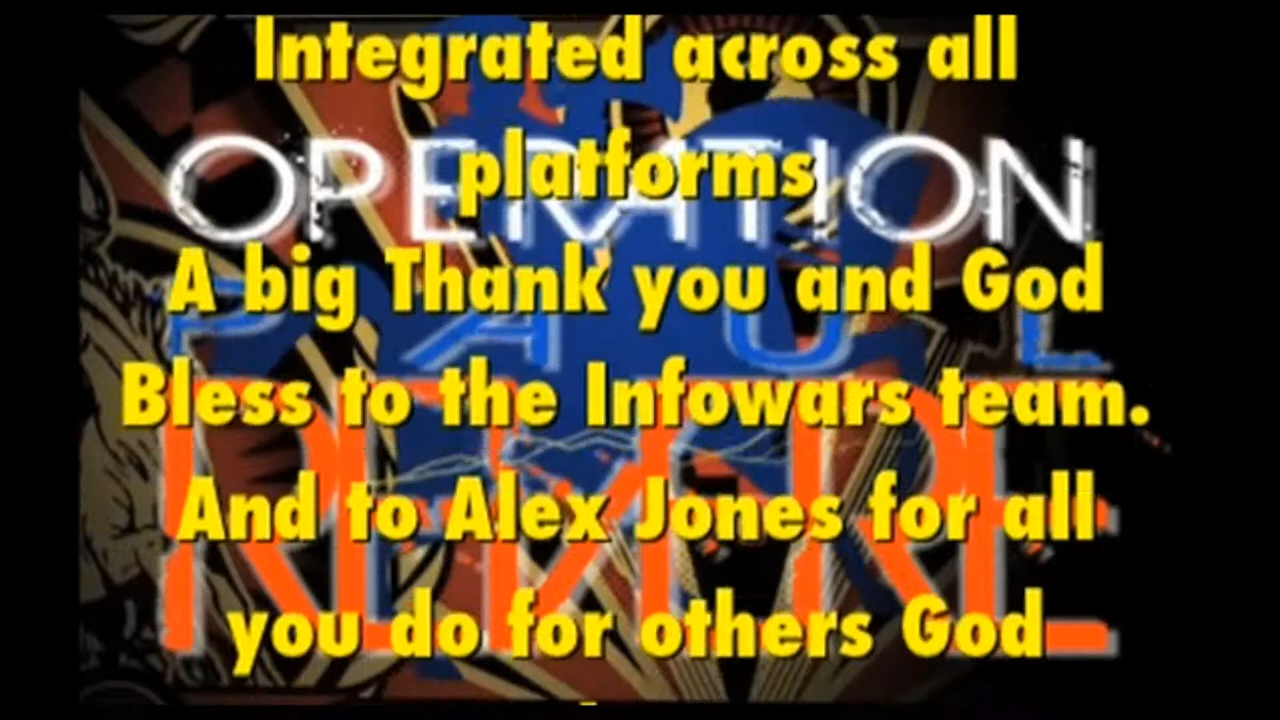 Integrated across all
OPERATION
platforms
A big Thank you and God
PAUL
Bless to the Infowars team.
REVERE
And to Alex Jones for all
you do for others God